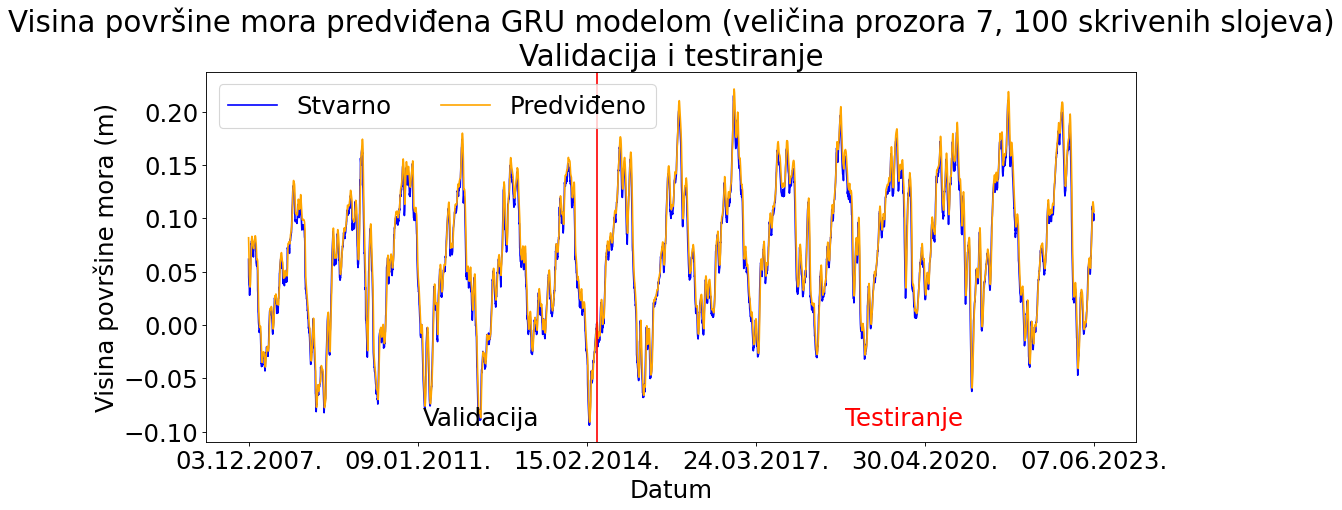 Visina površine mora predviđena GRU modelom (veličina prozora 7, 100 skrivenih slojeva)
Validacija i testiranje
Stvarno
Predviđeno
Visina površine mora (m)
0.20
0.15
0.10
0.05
0.00
−0.05
−0.10
Validacija
Testiranje
03.12.2007.
09.01.2011.
15.02.2014.
24.03.2017.
30.04.2020.
07.06.2023.
Datum